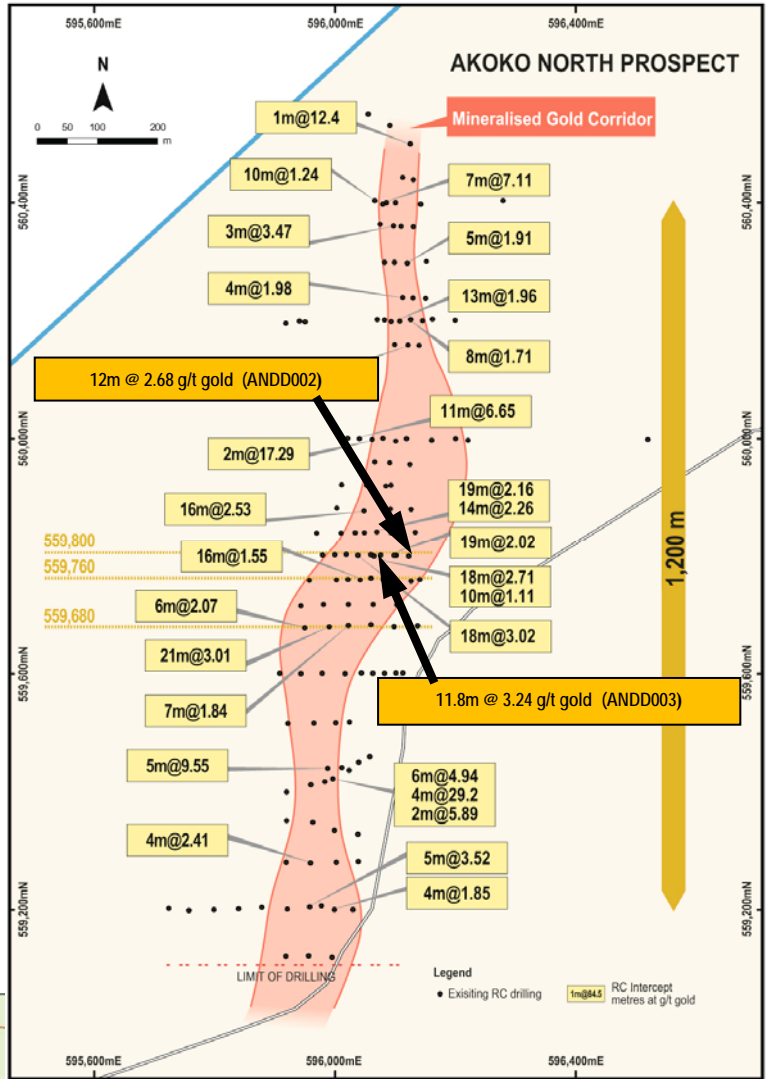 595,600mE
596,000mE
596,400mE
AKOKO NORTH PROSPECT
N
0 50 100 200
m
1m@12.4
Mineralised Gold Corridor
10m@1.24
7m@7.11
560,400mN
560,400mN
3m@3.47
5m@1.91
4m@1.98
13m@1.96
8m@1.71
12m @ 2.68 g/t gold (ANDD002)
11m@6.65
560,000mN
560,000mN
2m@17.29
19m@2.16
14m@2.26
16m@2.53
559,800
19m@2.02
16m@1.55
559,760
18m@2.71
10m@1.11
1,200 m
6m@2.07
559,680
18m@3.02
21m@3.01
559,600mN
559,600mN
11.8m @ 3.24 g/t gold (ANDD003)
7m@1.84
5m@9.55
6m@4.94
4m@29.2
2m@5.89
4m@2.41
5m@3.52
4m@1.85
559,200mN
559,200mN
LIMIT OF DRILLING
Legend
Exisiting RC drilling
1m@84.5
RC Intercept
metres at g/t gold
595,600mE
596,000mE
596,400mE